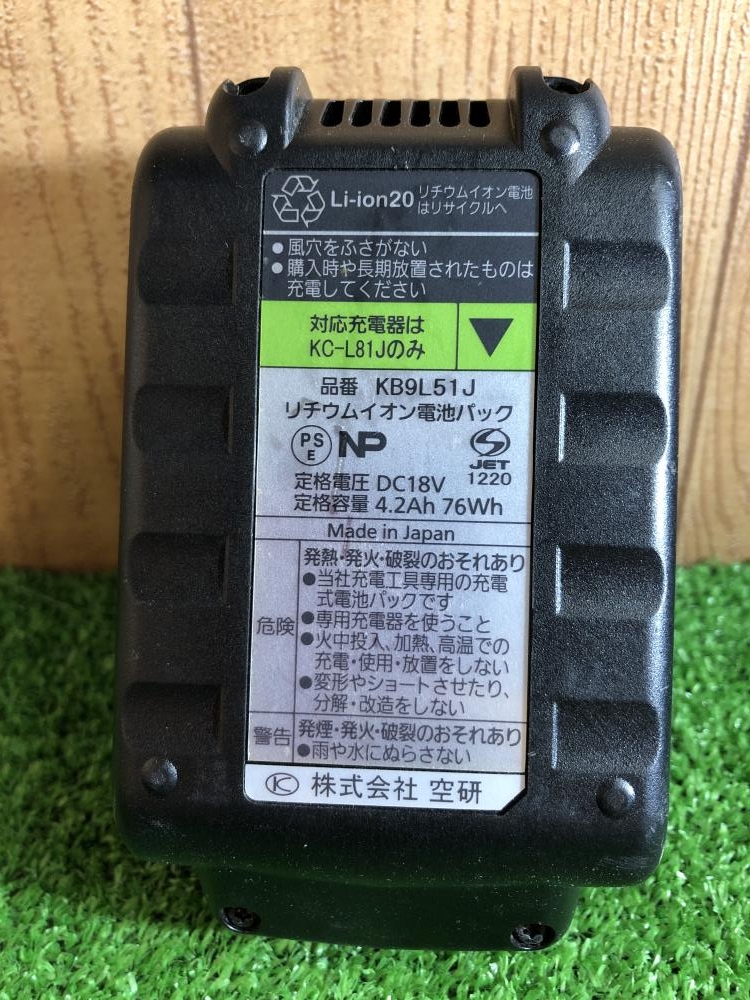 Li-ion20 リチウムイオン電池
はリサイクルへ
● 風穴をふさがない
● 購入時や長期放置されたものは
充電してください
対応充電器は
KC-L81Jのみ
品番 KB9L51J
リチウムイオン電池パック
PS
E
NP
JET
1220
定格電圧 DC18V
定格容量 4.2Ah 76Wh
Made in Japan
危険
発熱・発火・破裂のおそれあり
●当社充電工具専用の充電
式電池パックです
●専用充電器を使うこと
●火中投入、加熱、高温での
充電・使用・放置をしない
●変形やショートさせたり、
分解・改造をしない
警告
発煙・発火・破裂のおそれあり
●雨や水にぬらさない
K 株式会社 空研